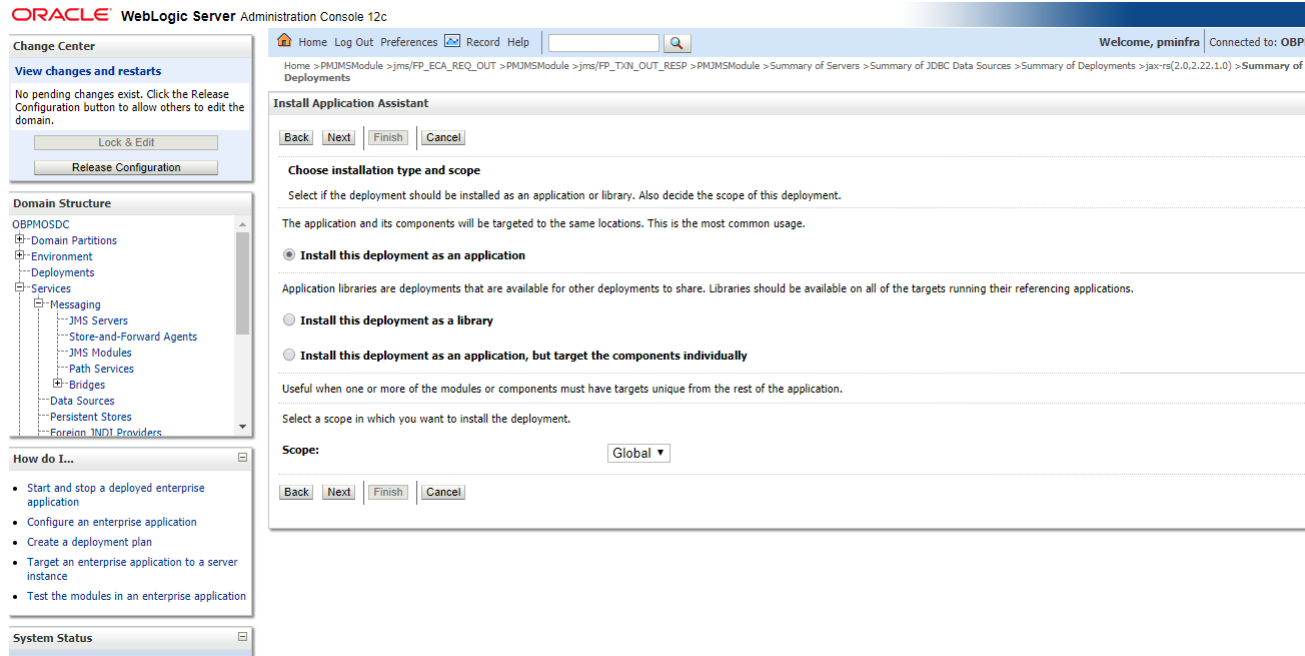 ORACLE WebLogic Server Administration Console 12c
Change Center
View changes and restarts
No pending changes exist. Click the Release
Configuration button to allow others to edit the
domain.
Lock & Edit
Release Configuration
Domain Structure
OBPMOSDC
Domain Partitions
Environment
Deployments
Services
Messaging
JMS Servers
Store-and-Forward Agents
JMS Modules
Path Services
Bridges
Data Sources
Persistent Stores
Foreign JNDI Providers
How do I...
Start and stop a deployed enterprise
application
Configure an enterprise application
Create a deployment plan
Target an enterprise application to a server
instance
Test the modules in an enterprise application
System Status
Home Log Out Preferences Record Help
Welcome, pminfra Connected to: OBP
Home >PMJMSModule >jms/FP_ECA_REQ_OUT >PMJMSModule >jms/FP_TXN_OUT_RESP >PMJMSModule >Summary of Servers >Summary of JDBC Data Sources >Summary of Deployments >jax-rs(2.0,2.22.1.0) >Summary of
Deployments
Install Application Assistant
Back Next Finish Cancel
Choose installation type and scope
Select if the deployment should be installed as an application or library. Also decide the scope of this deployment.
The application and its components will be targeted to the same locations. This is the most common usage.
Install this deployment as an application
Application libraries are deployments that are available for other deployments to share. Libraries should be available on all of the targets running their referencing applications.
Install this deployment as a library
Install this deployment as an application, but target the components individually
Useful when one or more of the modules or components must have targets unique from the rest of the application.
Select a scope in which you want to install the deployment.
Scope: Global
Back Next Finish Cancel